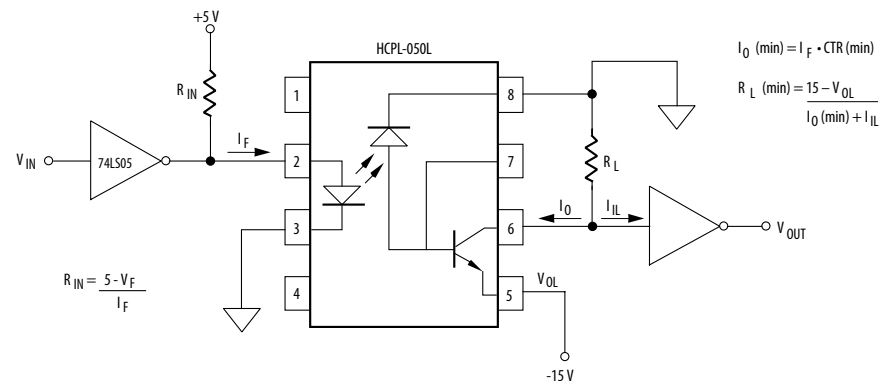 +5 V
HCPL-050L
I_O (min) = I_F • CTR (min)
R_L (min) = 15 – V_OL
I_O (min) + I_IL
R_IN
1
8
I_F
V_IN
74LS05
2
7
R_L
3
6
I_O
I_IL
V_OUT
R_IN = 5 - V_F
I_F
4
5
V_OL
-15 V